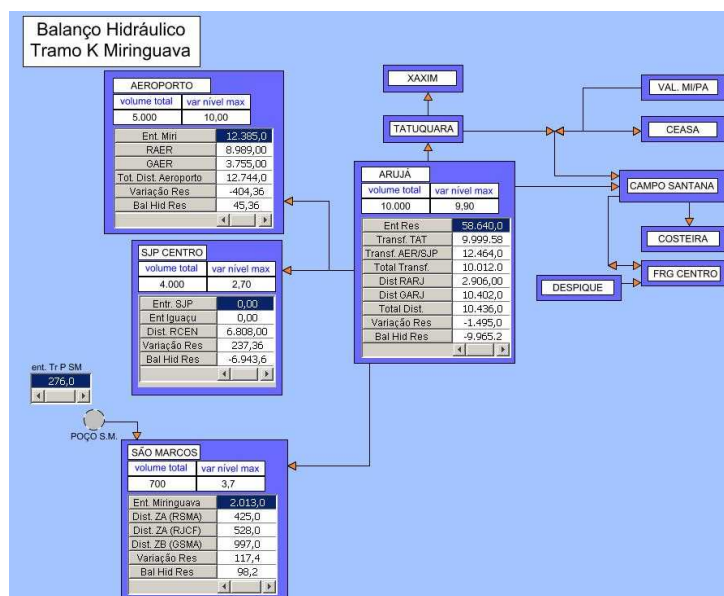 Balanço Hidráulico
Tramo K Miringuava
AEROPORTO
volume total var nível max
5.000 10,00
Ent. Miri 12.385,0
RAER 8.989,00
GAER 3.755,00
Tot. Dist. Aeroporto 12.744,0
Variação Res -404,36
Bal Hid Res 45,36
SJP CENTRO
volume total var nível max
4.000 2,70
Entr. SJP 0,00
Ent Iguaçu 0,00
Dist. RCEN 6.808,00
Variação Res 237,36
Bal Hid Res -6.943,6
ent. Tr P SM
276,0
POÇO S.M.
SÃO MARCOS
volume total var nível max
700 3,7
Ent. Miringuava 2.013,0
Dist. ZA (RSMA) 425,0
Dist. ZA (RJCF) 528,0
Dist. ZB (GSMA) 997,0
Variação Res 117,4
Bal Hid Res 98,2
XAXIM
TATUQUARA
ARUJÁ
volume total var nível max
10.000 9,90
Ent Res 58.640,0
Transf. TAT 9.999.58
Transf. AER/SJP 12.464,0
Total Transf. 10.012.0
Dist RARJ 2.906,00
Dist GARJ 10.402,0
Total Dist. 10.436,0
Variação Res -1.495,0
Bal Hid Res -9.965.2
VAL. MI/PA
CEASA
CAMPO SANTANA
COSTEIRA
FRG CENTRO
DESPIQUE